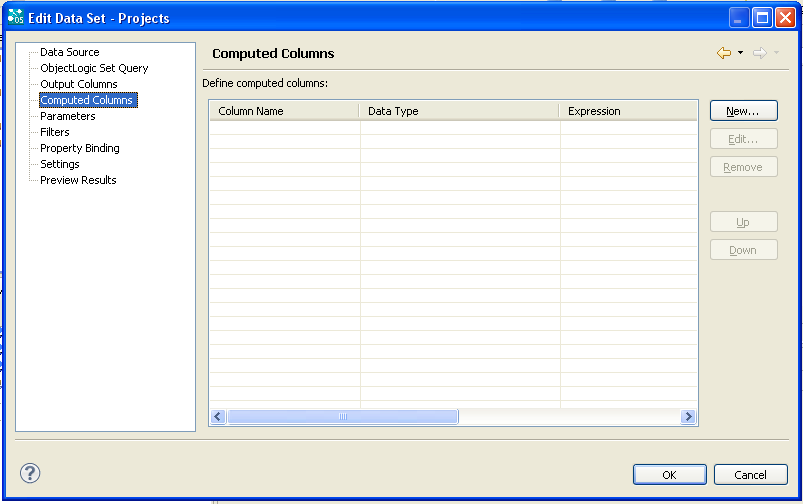 Edit Data Set - Projects
Data Source
ObjectLogic Set Query
Output Columns
Computed Columns
Parameters
Filters
Property Binding
Settings
Preview Results
Computed Columns
Define computed columns:
Column Name Data Type Expression
New...
Edit...
Remove
Up
Down
?
OK Cancel